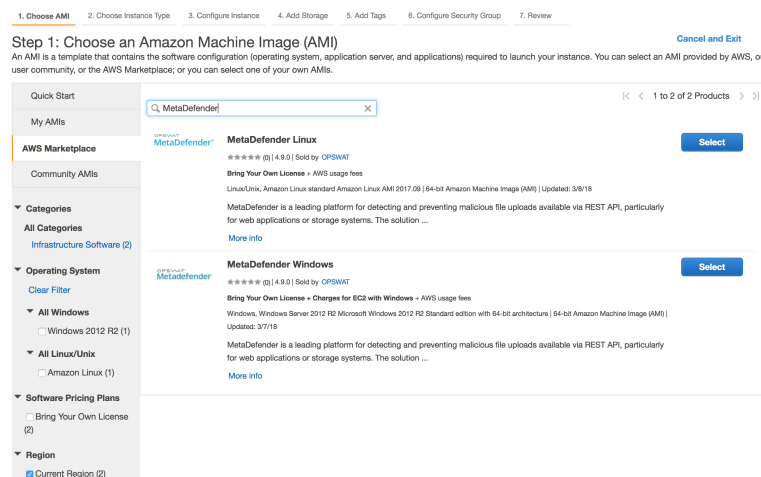 1. Choose AMI 2. Choose Instance Type 3. Configure Instance 4. Add Storage 5. Add Tags 6. Configure Security Group 7. Review
Step 1: Choose an Amazon Machine Image (AMI)
Cancel and Exit
An AMI is a template that contains the software configuration (operating system, application server, and applications) required to launch your instance. You can select an AMI provided by AWS, o
user community, or the AWS Marketplace; or you can select one of your own AMIs.
Quick Start
My AMIs
AWS Marketplace
Community AMIs
Categories
All Categories
Infrastructure Software (2)
Operating System
Clear Filter
All Windows
Windows 2012 R2 (1)
All Linux/Unix
Amazon Linux (1)
Software Pricing Plans
Bring Your Own License
(2)
Region
Current Region (2)
MetaDefender
1 to 2 of 2 Products
OPSWAT
MetaDefender
MetaDefender Linux
Select
(0) | 4.9.0 | Sold by OPSWAT
Bring Your Own License + AWS usage fees
Linux/Unix, Amazon Linux standard Amazon Linux AMI 2017.09 | 64-bit Amazon Machine Image (AMI) | Updated: 3/8/18
MetaDefender is a leading platform for detecting and preventing malicious file uploads available via REST API, particularly
for web applications or storage systems. The solution ...
More info
OPSWAT
Metadefender
MetaDefender Windows
Select
(0) | 4.9.0 | Sold by OPSWAT
Bring Your Own License + Charges for EC2 with Windows + AWS usage fees
Windows, Windows Server 2012 R2 Microsoft Windows 2012 R2 Standard edition with 64-bit architecture | 64-bit Amazon Machine Image (AMI) |
Updated: 3/7/18
MetaDefender is a leading platform for detecting and preventing malicious file uploads available via REST API, particularly
for web applications or storage systems. The solution ...
More info